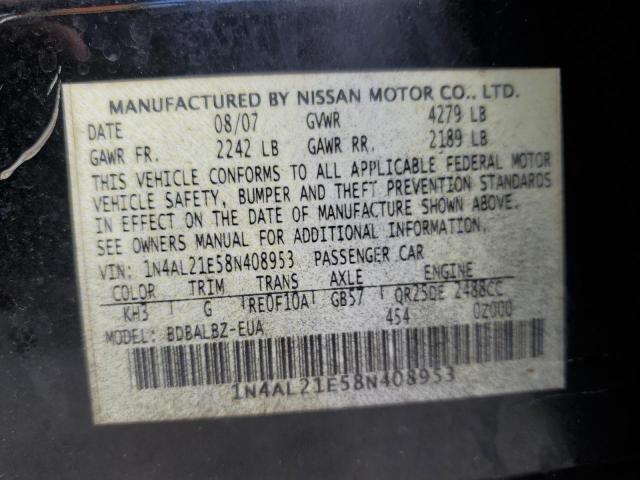 MANUFACTURED BY NISSAN MOTOR CO., LTD.
DATE 08/07 GVWR 4279 LB
GAWR FR. 2242 LB GAWR RR. 2189 LB
THIS VEHICLE CONFORMS TO ALL APPLICABLE FEDERAL MOTOR
VEHICLE SAFETY, BUMPER AND THEFT PREVENTION STANDARDS
IN EFFECT ON THE DATE OF MANUFACTURE SHOWN ABOVE.
SEE OWNERS MANUAL FOR ADDITIONAL INFORMATION.
VIN: 1N4AL21E58N408953 PASSENGER CAR
COLOR TRIM TRANS AXLE ENGINE
KH3 G RE0F10A GB57 QR25DE 2488CC
MODEL: BDBALBZ-EUA 454 0Z000
1N4AL21E58N408953